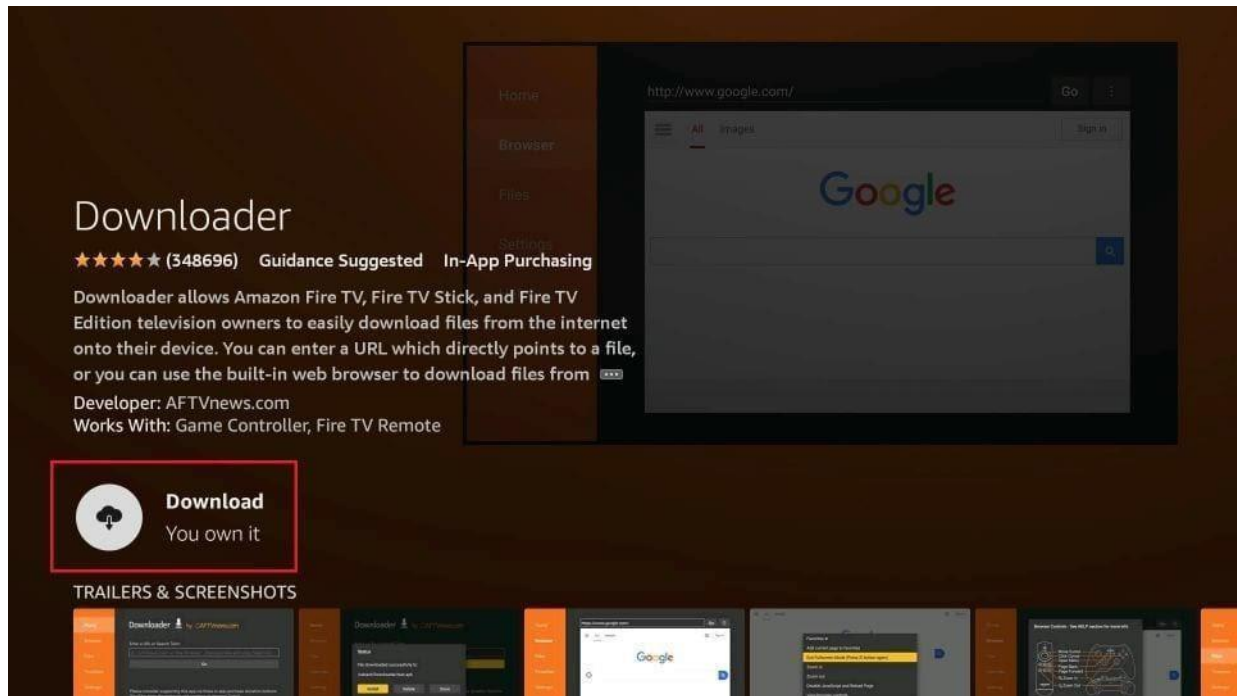 Home
http://www.google.com/
Go
All
Images
Sign in
Browser
Files
Google
Settings
Downloader
(348696) Guidance Suggested In-App Purchasing
Downloader allows Amazon Fire TV, Fire TV Stick, and Fire TV
Edition television owners to easily download files from the internet
onto their device. You can enter a URL which directly points to a file,
or you can use the built-in web browser to download files from
Developer: AFTVnews.com
Works With: Game Controller, Fire TV Remote
Download
You own it
TRAILERS & SCREENSHOTS
Downloader by AFTVnews.com
Downloader
Status
Google